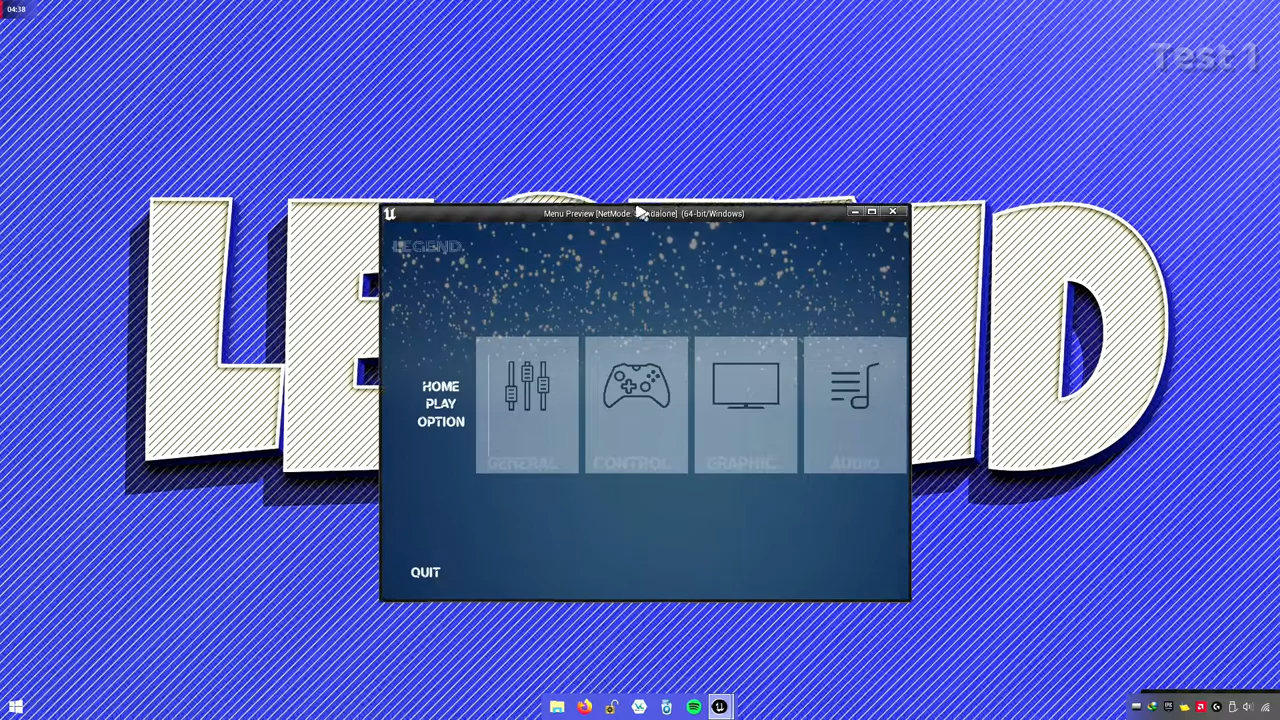 04:38
Test 1
LEGEND
Menu Preview [NetMode: Standalone] (64-bit/Windows)
LEGEND.
HOME
PLAY
OPTION
GENERAL
CONTROL
GRAPHIC
AUDIO
QUIT